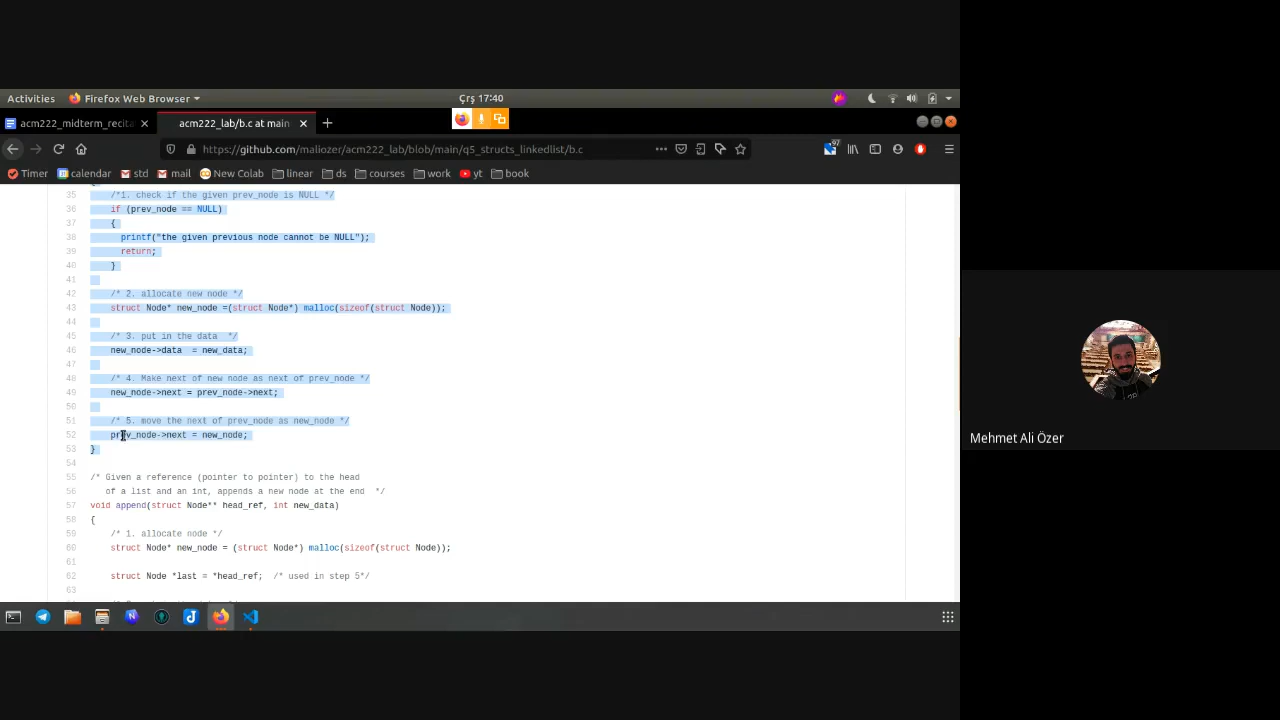 Activities Firefox Web Browser Çrş 17:40
acm222_midterm_recita acm222_lab/b.c at main
https://github.com/maliozer/acm222_lab/blob/main/q5_structs_linkedlist/b.c
Timer calendar std mail New Colab linear ds courses work yt book
35 /*1. check if the given prev_node is NULL */
36 if (prev_node == NULL)
37 {
38 printf("the given previous node cannot be NULL");
39 return;
40 }
41
42 /* 2. allocate new node */
43 struct Node* new_node =(struct Node*) malloc(sizeof(struct Node));
44
45 /* 3. put in the data */
46 new_node->data = new_data;
47
48 /* 4. Make next of new node as next of prev_node */
49 new_node->next = prev_node->next;
50
51 /* 5. move the next of prev_node as new_node */
52 prev_node->next = new_node;
53 }
54
55 /* Given a reference (pointer to pointer) to the head
56 of a list and an int, appends a new node at the end */
57 void append(struct Node** head_ref, int new_data)
58 {
59 /* 1. allocate node */
60 struct Node* new_node = (struct Node*) malloc(sizeof(struct Node));
61
62 struct Node *last = *head_ref; /* used in step 5*/
63
Mehmet Ali Özer